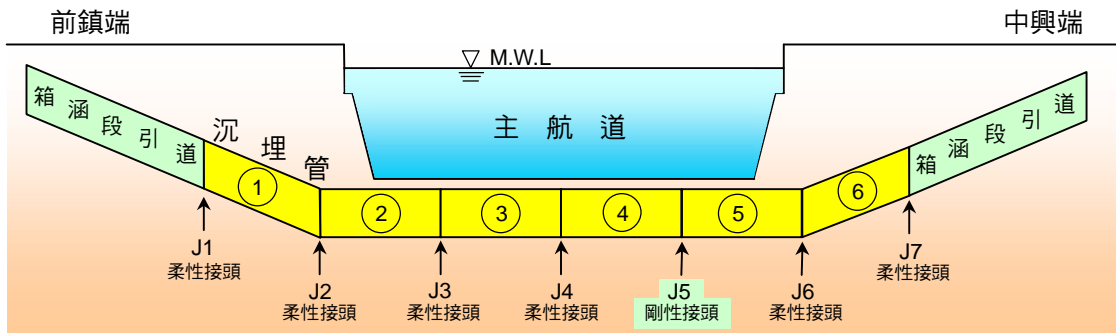 前鎮端
中興端
M.W.L
主航道
箱涵段引道
沉埋管
箱涵段引道
1
2
3
4
5
6
J1
柔性接頭
J2
柔性接頭
J3
柔性接頭
J4
柔性接頭
J5
剛性接頭
J6
柔性接頭
J7
柔性接頭